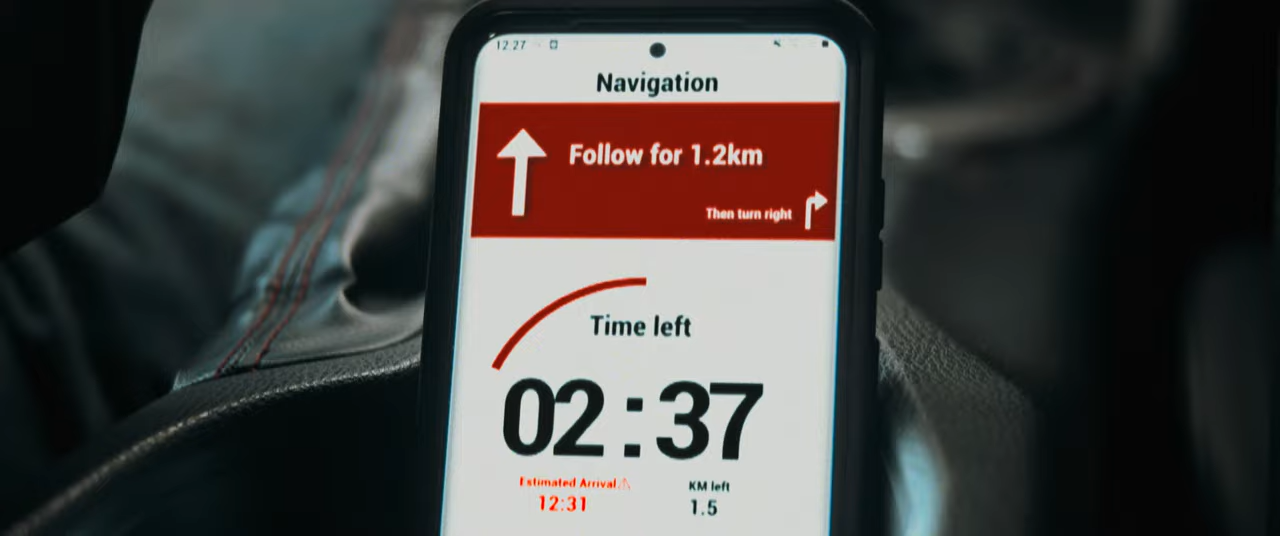 12.27
Navigation
Follow for 1.2km
Then turn right
Time left
02:37
Estimated Arrival
12:31
KM left
1.5